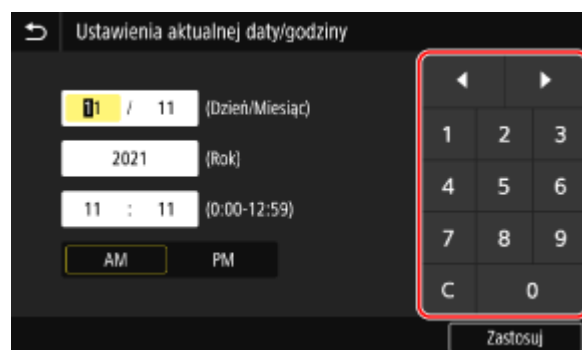 Ustawienia aktualnej daty/godziny
11 / 11 (Dzień/Miesiąc)
2021 (Rok)
11 : 11 (0:00-12:59)
AM PM
1 2 3
4 5 6
7 8 9
C 0
Zastosuj